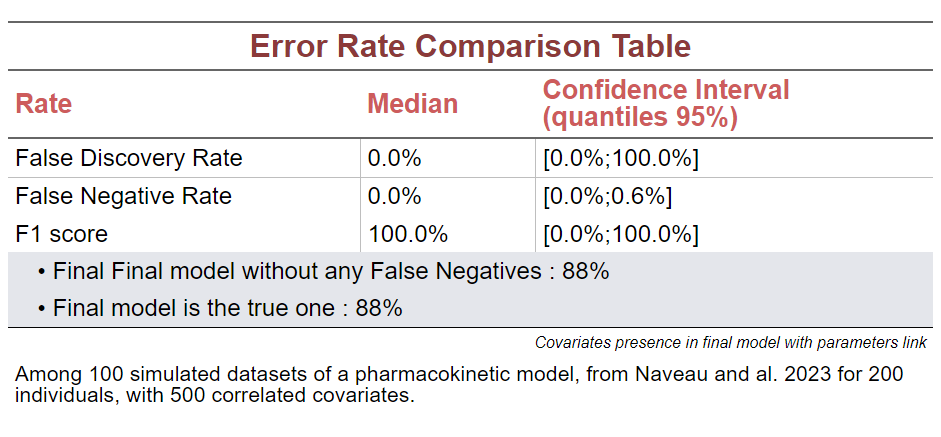 Error Rate Comparison Table
Rate Median Confidence Interval
(quantiles 95%)
False Discovery Rate 0.0% [0.0%;100.0%]
False Negative Rate 0.0% [0.0%;0.6%]
F1 score 100.0% [0.0%;100.0%]
• Final Final model without any False Negatives : 88%
• Final model is the true one : 88%
Covariates presence in final model with parameters link
Among 100 simulated datasets of a pharmacokinetic model, from Naveau and al. 2023 for 200
individuals, with 500 correlated covariates.